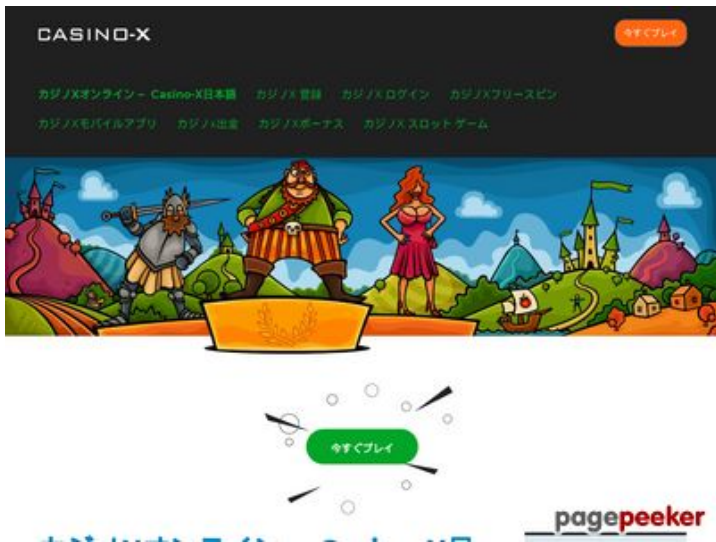 CASINO-X
今すぐプレイ
カジノXオンライン – Casino-X日本語 カジノX 登録 カジノX ログイン カジノXフリースピン
カジノXモバイルアプリ カジノx出金 カジノXボーナス カジノX スロットゲーム
今すぐプレイ
pagepeeker